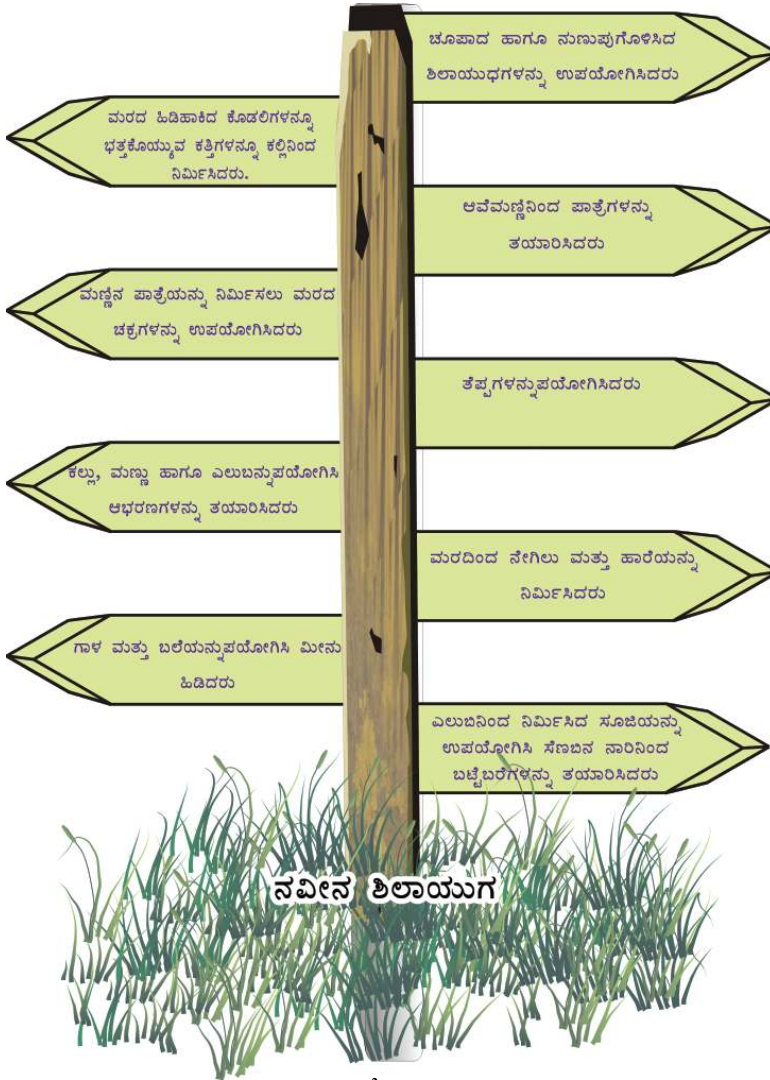 ಚೂಪಾದ ಹಾಗೂ ನುಣುಪುಗೊಳಿಸಿದ
ಶಿಲಾಯುಧಗಳನ್ನು ಉಪಯೋಗಿಸಿದರು
ಮರದ ಹಿಡಿಹಾಕಿದ ಕೊಡಲಿಗಳನ್ನೂ
ಭತ್ತಕೊಯ್ಯುವ ಕತ್ತಿಗಳನ್ನೂ ಕಲ್ಲಿನಿಂದ
ನಿರ್ಮಿಸಿದರು.
ಆವೆಮಣ್ಣಿನಿಂದ ಪಾತ್ರೆಗಳನ್ನು
ತಯಾರಿಸಿದರು
ಮಣ್ಣಿನ ಪಾತ್ರೆಯನ್ನು ನಿರ್ಮಿಸಲು ಮರದ
ಚಕ್ರಗಳನ್ನು ಉಪಯೋಗಿಸಿದರು
ತೆಪ್ಪಗಳನ್ನುಪಯೋಗಿಸಿದರು
ಕಲ್ಲು, ಮಣ್ಣು ಹಾಗೂ ಎಲುಬನ್ನುಪಯೋಗಿಸಿ
ಆಭರಣಗಳನ್ನು ತಯಾರಿಸಿದರು
ಮರದಿಂದ ನೇಗಿಲು ಮತ್ತು ಹಾರೆಯನ್ನು
ನಿರ್ಮಿಸಿದರು
ಗಾಳ ಮತ್ತು ಬಲೆಯನ್ನುಪಯೋಗಿಸಿ ಮೀನು
ಹಿಡಿದರು
ಎಲುಬಿನಿಂದ ನಿರ್ಮಿಸಿದ ಸೂಜಿಯನ್ನು
ಉಪಯೋಗಿಸಿ ಸೆಣಬಿನ ನಾರಿನಿಂದ
ಬಟ್ಟೆಬರೆಗಳನ್ನು ತಯಾರಿಸಿದರು
ನವೀನ ಶಿಲಾಯುಗ